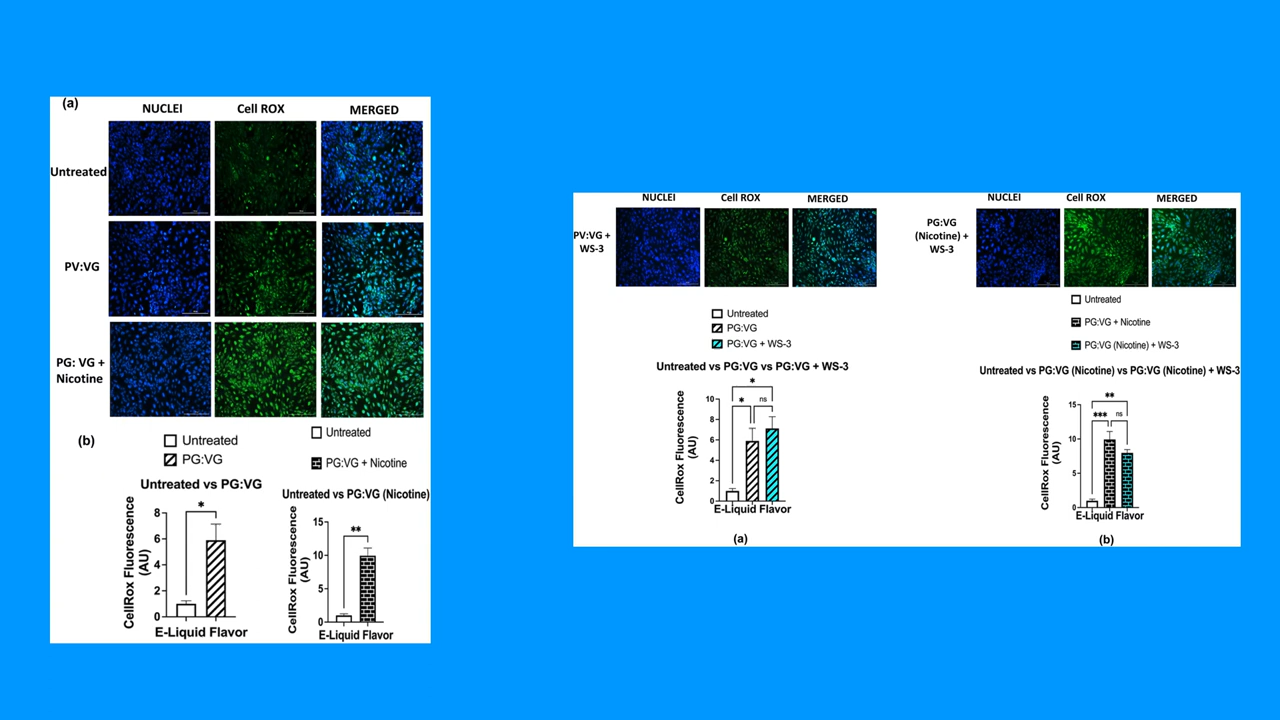 (a)
NUCLEI Cell ROX MERGED
Untreated
PV:VG
PG: VG +
Nicotine
(b)
Untreated
PG:VG
Untreated
PG:VG + Nicotine
Untreated vs PG:VG
CellRox Fluorescence
(AU)
8
6
4
2
0
*
E-Liquid Flavor
Untreated vs PG:VG (Nicotine)
CellRox Fluorescence
(AU)
15
10
5
0
**
E-Liquid Flavor
NUCLEI Cell ROX MERGED
PV:VG +
WS-3
Untreated
PG:VG
PG:VG + WS-3
Untreated vs PG:VG vs PG:VG + WS-3
CellRox Fluorescence
(AU)
10
8
6
4
2
0
*
* ns
E-Liquid Flavor
(a)
NUCLEI Cell ROX MERGED
PG:VG
(Nicotine) +
WS-3
Untreated
PG:VG + Nicotine
PG:VG (Nicotine) + WS-3
Untreated vs PG:VG (Nicotine) vs PG:VG (Nicotine) + WS-3
CellRox Fluorescence
(AU)
15
10
5
0
**
*** ns
E-Liquid Flavor
(b)